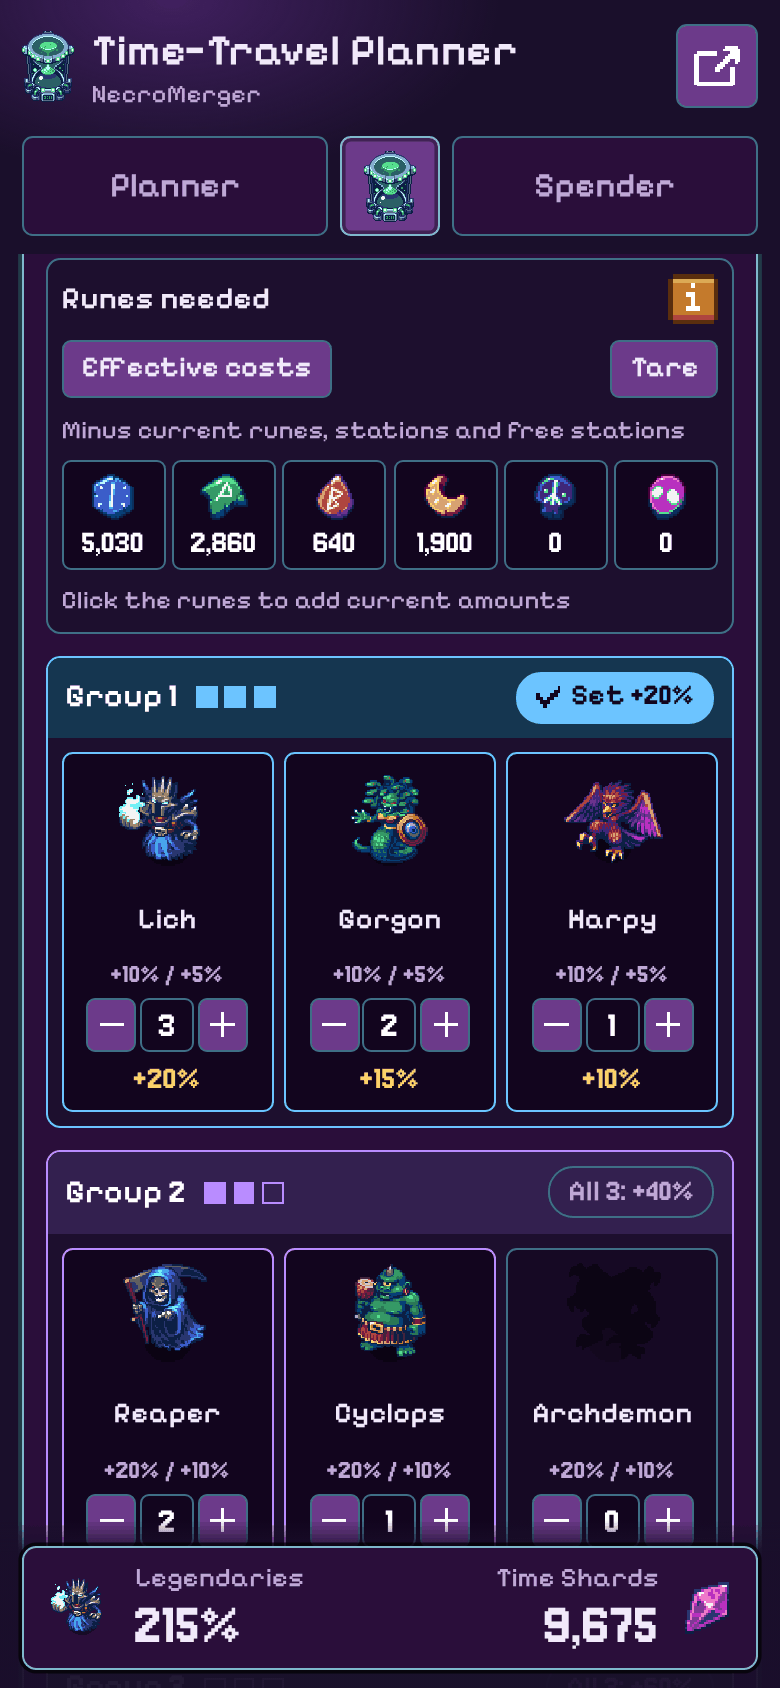 Time-Travel Planner
NecroMerger
Planner
Spender
Runes needed
i
Effective costs
Tare
Minus current runes, stations and free stations
5,030
2,860
640
1,900
0
0
Click the runes to add current amounts
Group 1
Set +20%
Lich
Gorgon
Harpy
+10% / +5%
+10% / +5%
+10% / +5%
3
2
1
+20%
+15%
+10%
Group 2
All 3: +40%
Reaper
Cyclops
Archdemon
+20% / +10%
+20% / +10%
+20% / +10%
2
1
0
Legendaries
Time Shards
215%
9,675